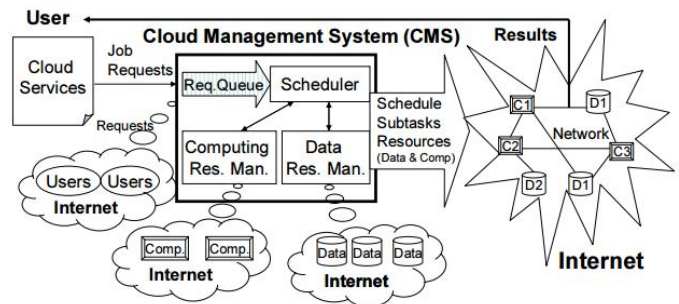 User
Cloud Management System (CMS)
Results
Cloud
Services
Job
Requests
Req.Queue
Scheduler
Computing
Res. Man.
Data
Res. Man.
Schedule
Subtasks
Resources
(Data & Comp)
C1
D1
Network
C2
C3
D2
D1
Internet
Requests
Users
Users
Internet
Comp.
Comp.
Internet
Data
Data
Data
Internet